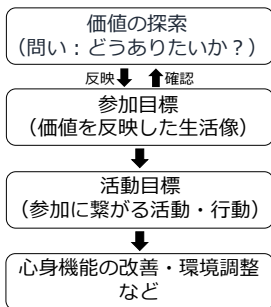 価値の探索
（問い：どうありたいか？）
反映 確認
参加目標
（価値を反映した生活像）
活動目標
（参加に繋がる活動・行動）
心身機能の改善・環境調整
など